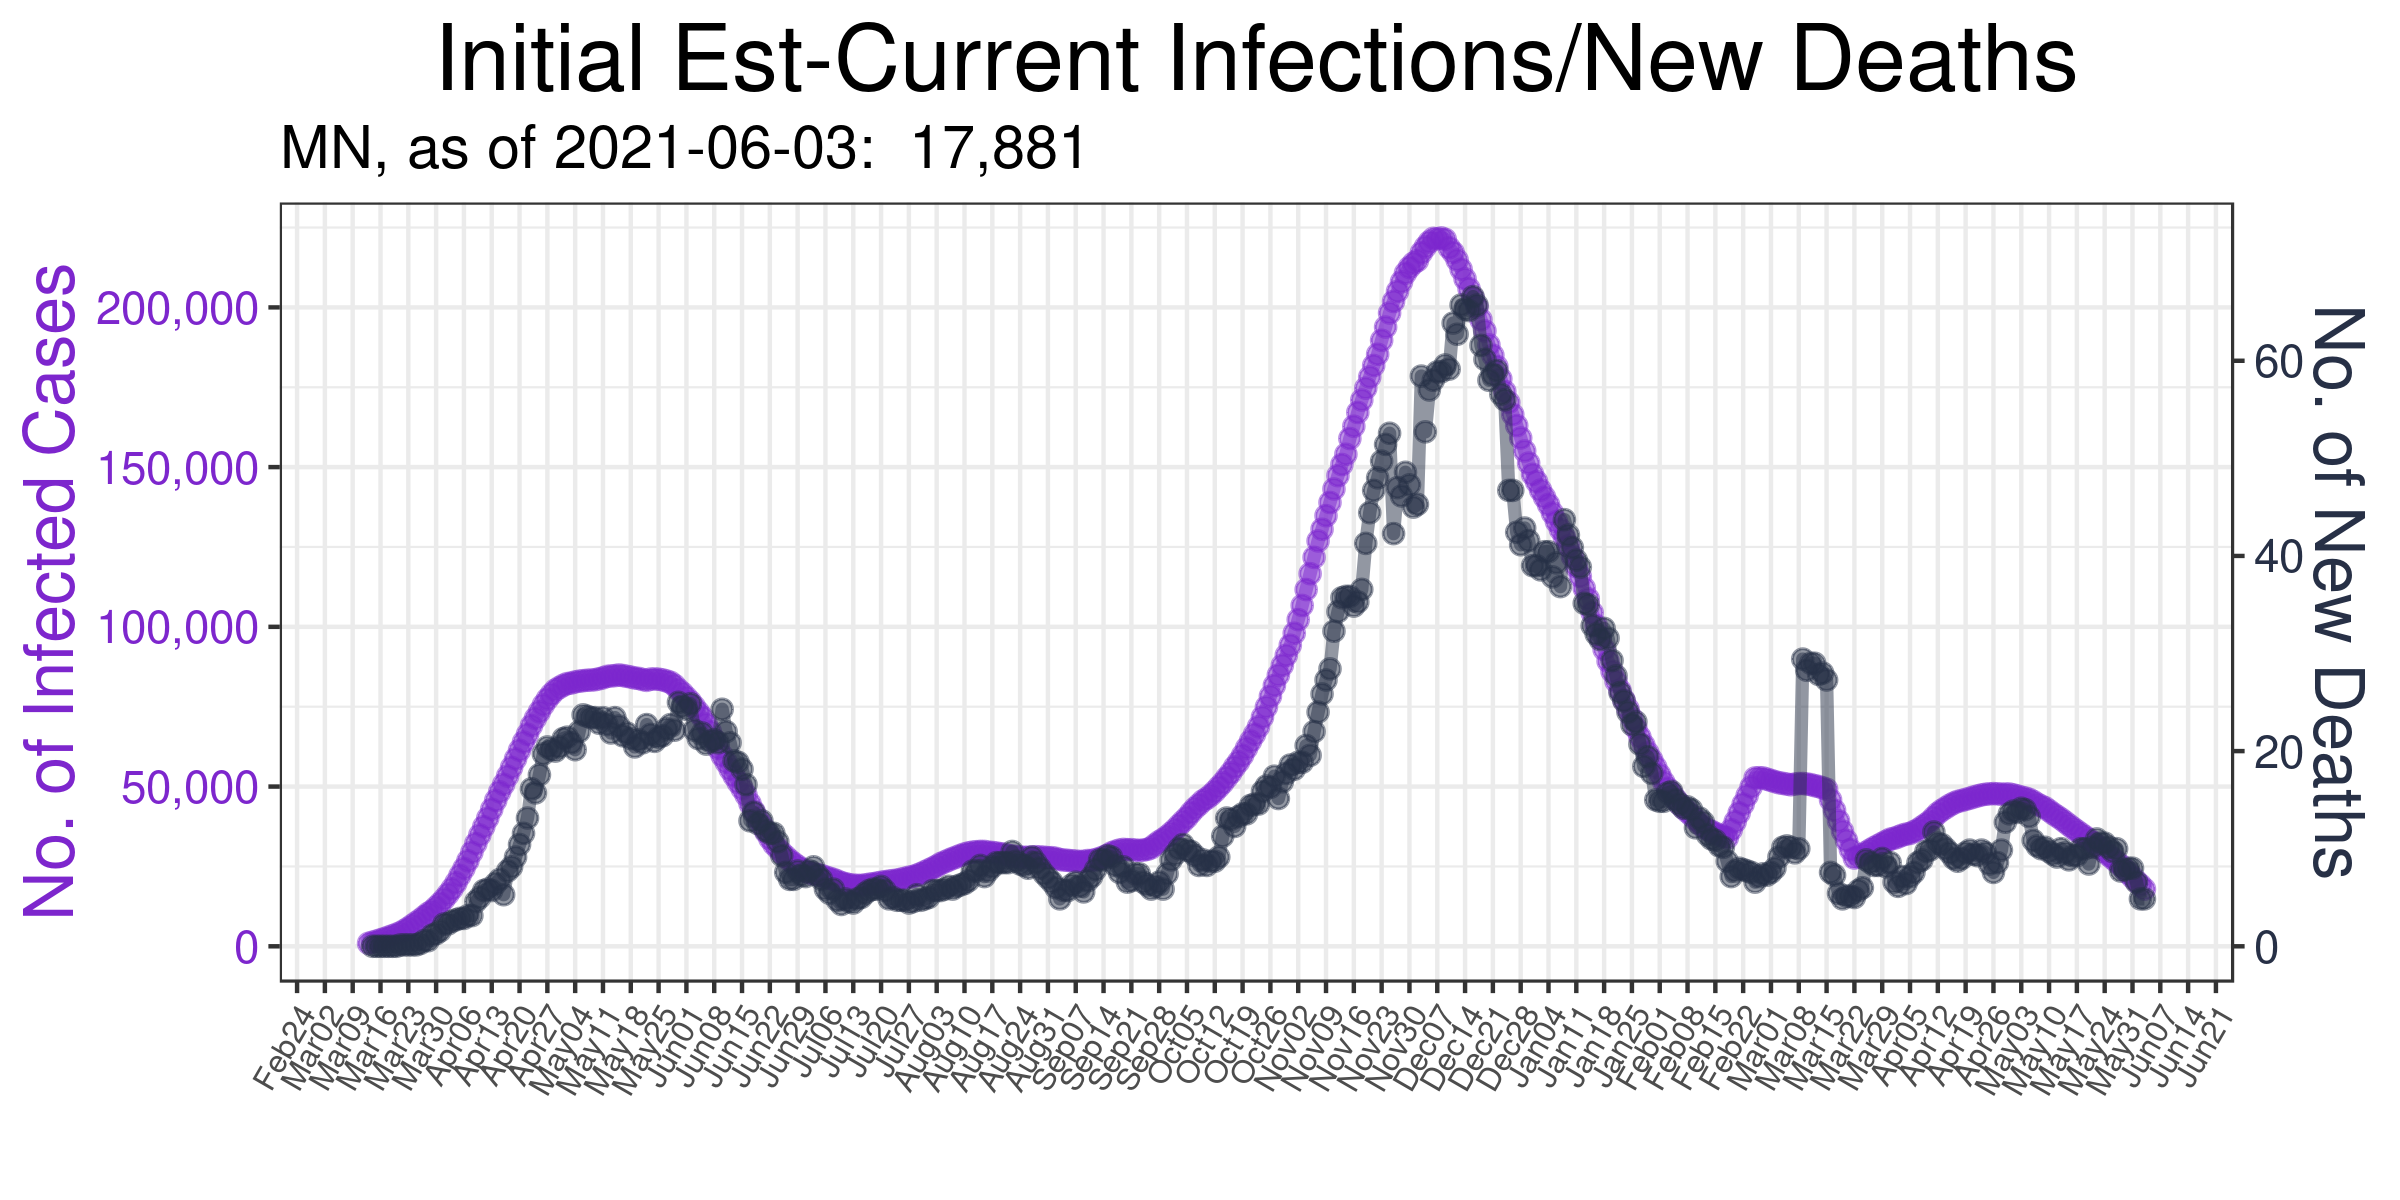 Initial Est-Current Infections/New Deaths
MN, as of 2021-06-03:  17,881
No. of Infected Cases
200,000
150,000
100,000
50,000
0
60
40
20
0
No. of New Deaths
Feb24
Mar02
Mar09
Mar16
Mar23
Mar30
Apr06
Apr13
Apr20
Apr27
May04
May11
May18
May25
Jun01
Jun08
Jun15
Jun22
Jun29
Jul06
Jul13
Jul20
Jul27
Aug03
Aug10
Aug17
Aug24
Aug31
Sep07
Sep14
Sep21
Sep28
Oct05
Oct12
Oct19
Oct26
Nov02
Nov09
Nov16
Nov23
Nov30
Dec07
Dec14
Dec21
Dec28
Jan04
Jan11
Jan18
Jan25
Feb01
Feb08
Feb15
Feb22
Mar01
Mar08
Mar15
Mar22
Mar29
Apr05
Apr12
Apr19
Apr26
May03
May10
May17
May24
May31
Jun07
Jun14
Jun21